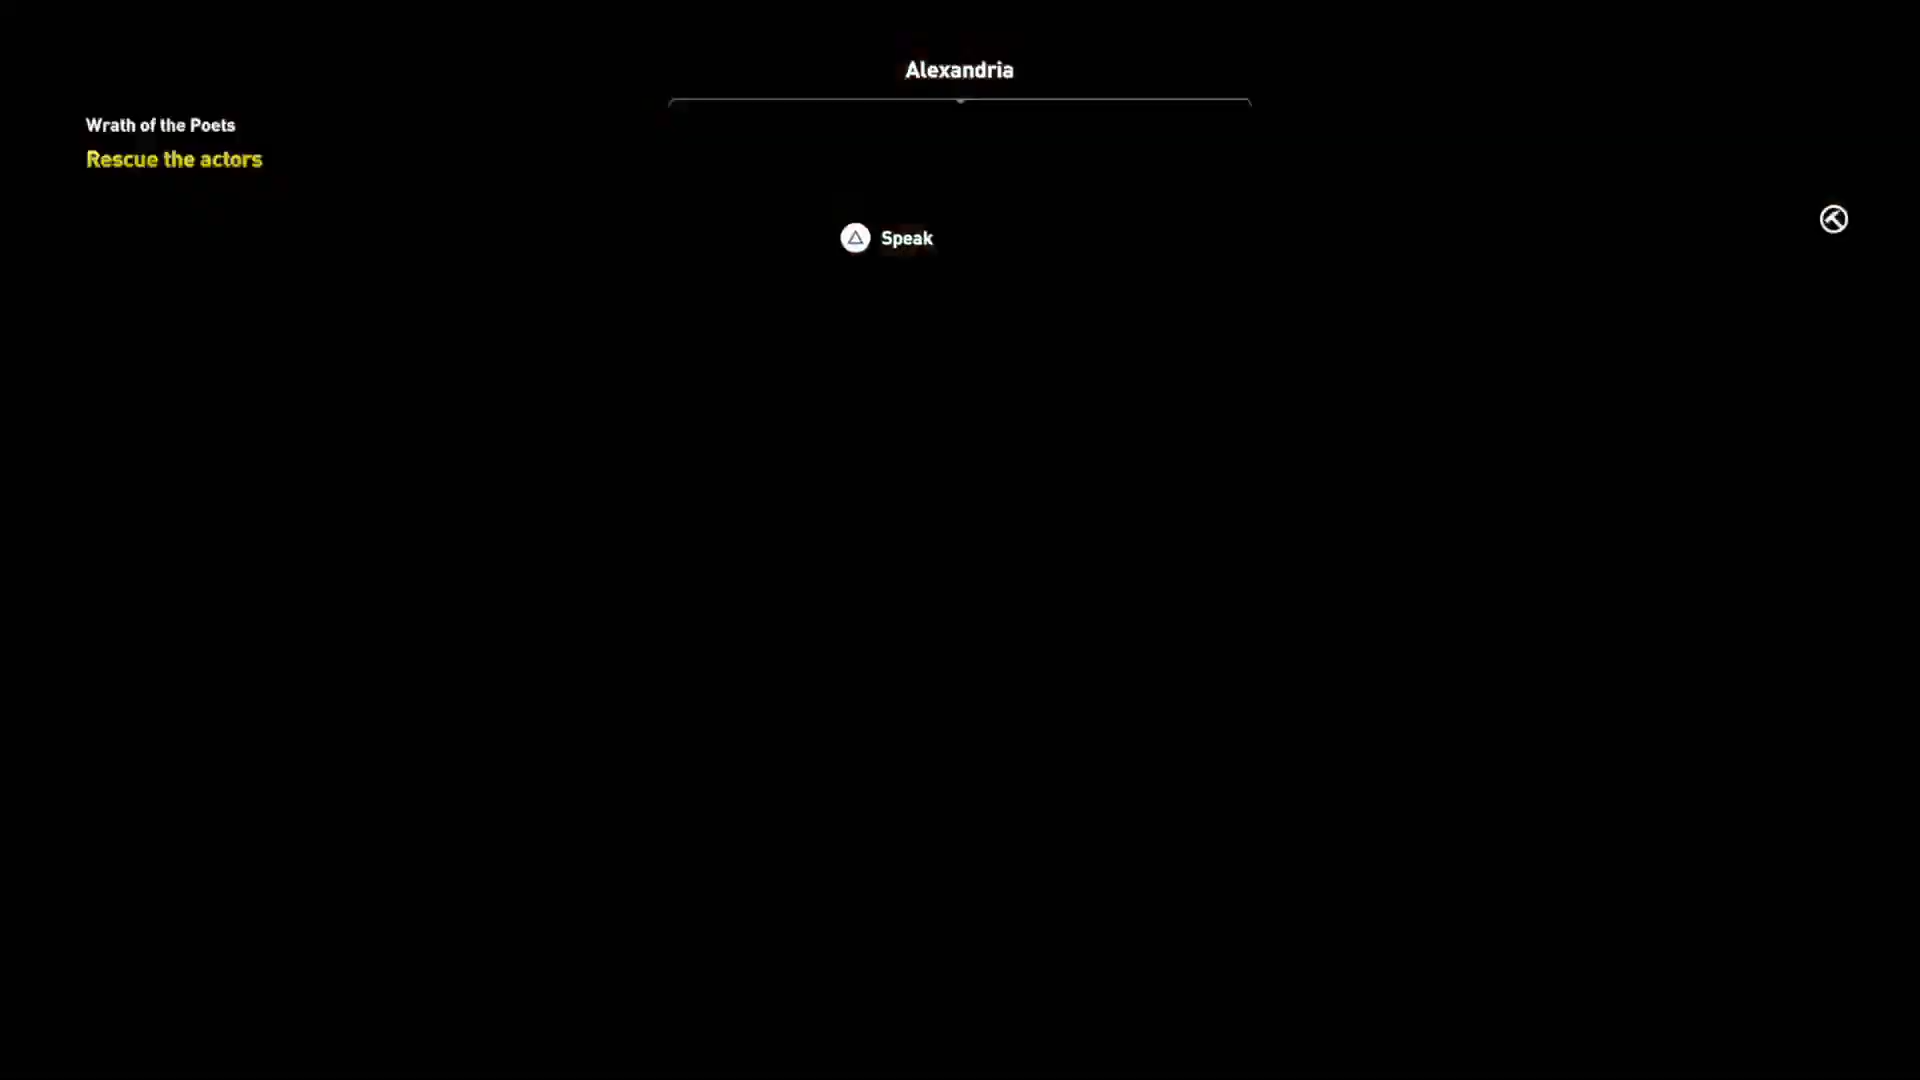 Alexandria
Wrath of the Poets
Rescue the actors
Speak